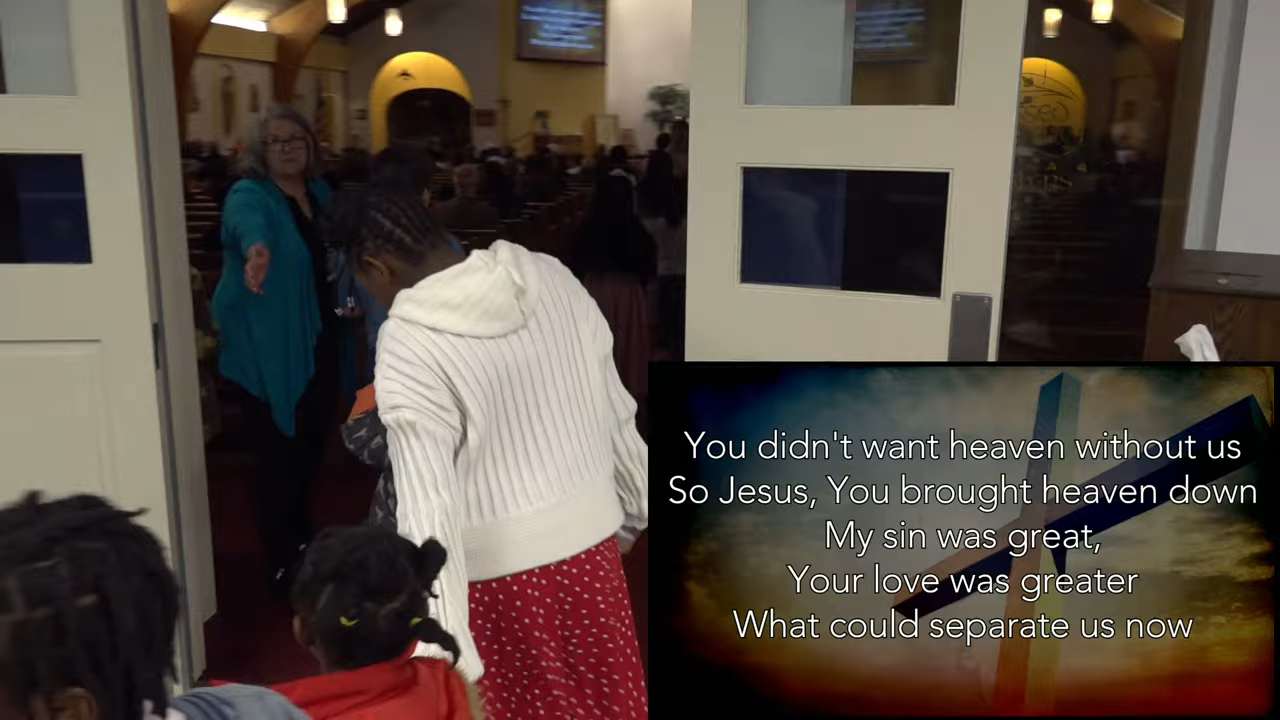 You didn't want heaven without us
So Jesus, You brought heaven down
My sin was great,
Your love was greater
What could separate us now